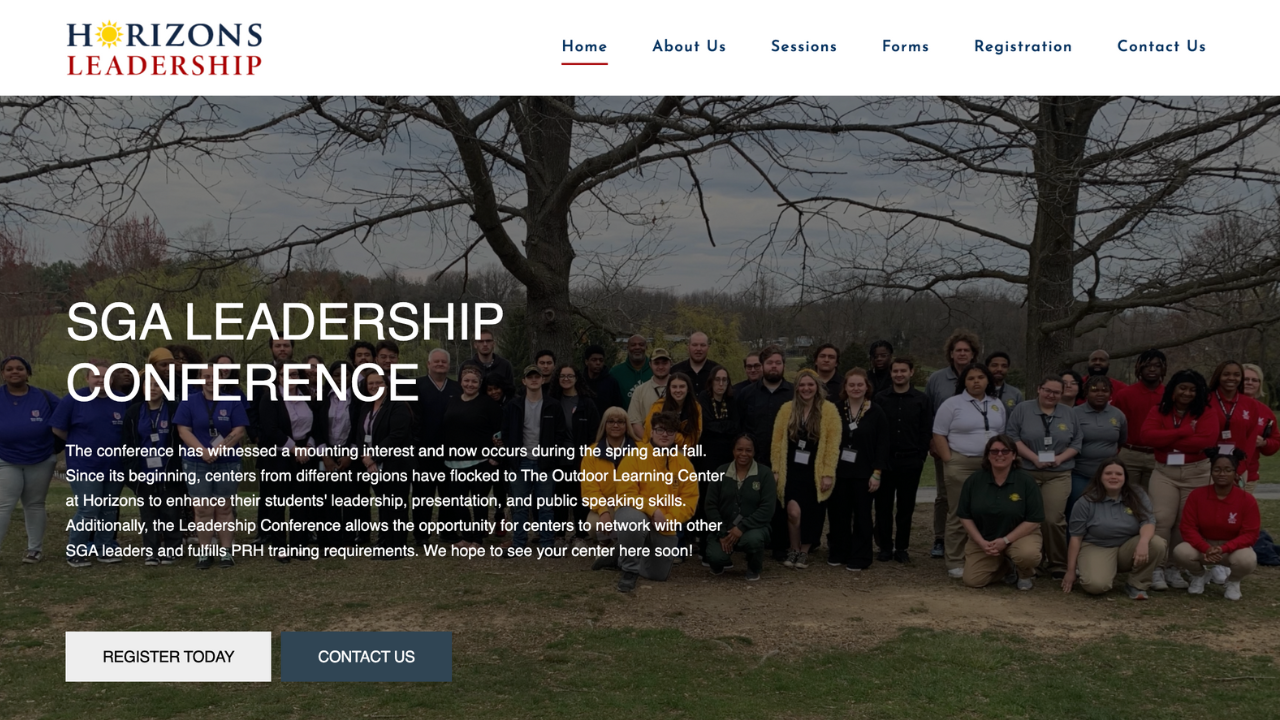 HORIZONS
LEADERSHIP
Home
About Us
Sessions
Forms
Registration
Contact Us
SGA LEADERSHIP
CONFERENCE
The conference has witnessed a mounting interest and now occurs during the spring and fall.
Since its beginning, centers from different regions have flocked to The Outdoor Learning Center
at Horizons to enhance their students' leadership, presentation, and public speaking skills.
Additionally, the Leadership Conference allows the opportunity for centers to network with other
SGA leaders and fulfills PRH training requirements. We hope to see your center here soon!
REGISTER TODAY
CONTACT US